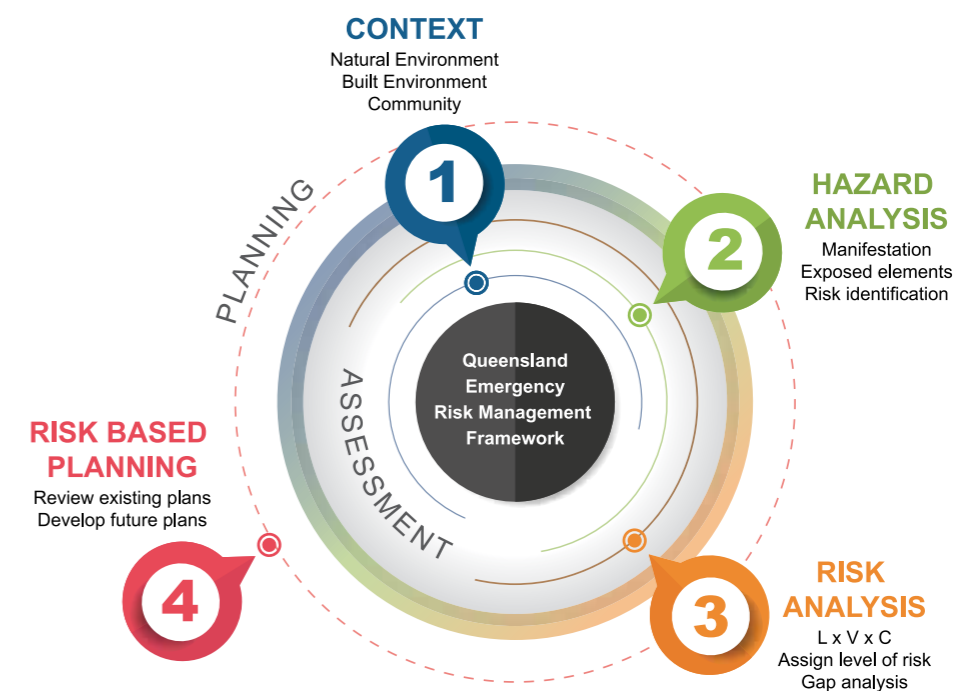 CONTEXT
Natural Environment
Built Environment
Community
1
PLANNING
HAZARD
ANALYSIS
Manifestation
Exposed elements
Risk identification
2
Queensland
Emergency
Risk Management
Framework
ASSESSMENT
RISK BASED
PLANNING
Review existing plans
Develop future plans
4
3
RISK
ANALYSIS
L x V x C
Assign level of risk
Gap analysis